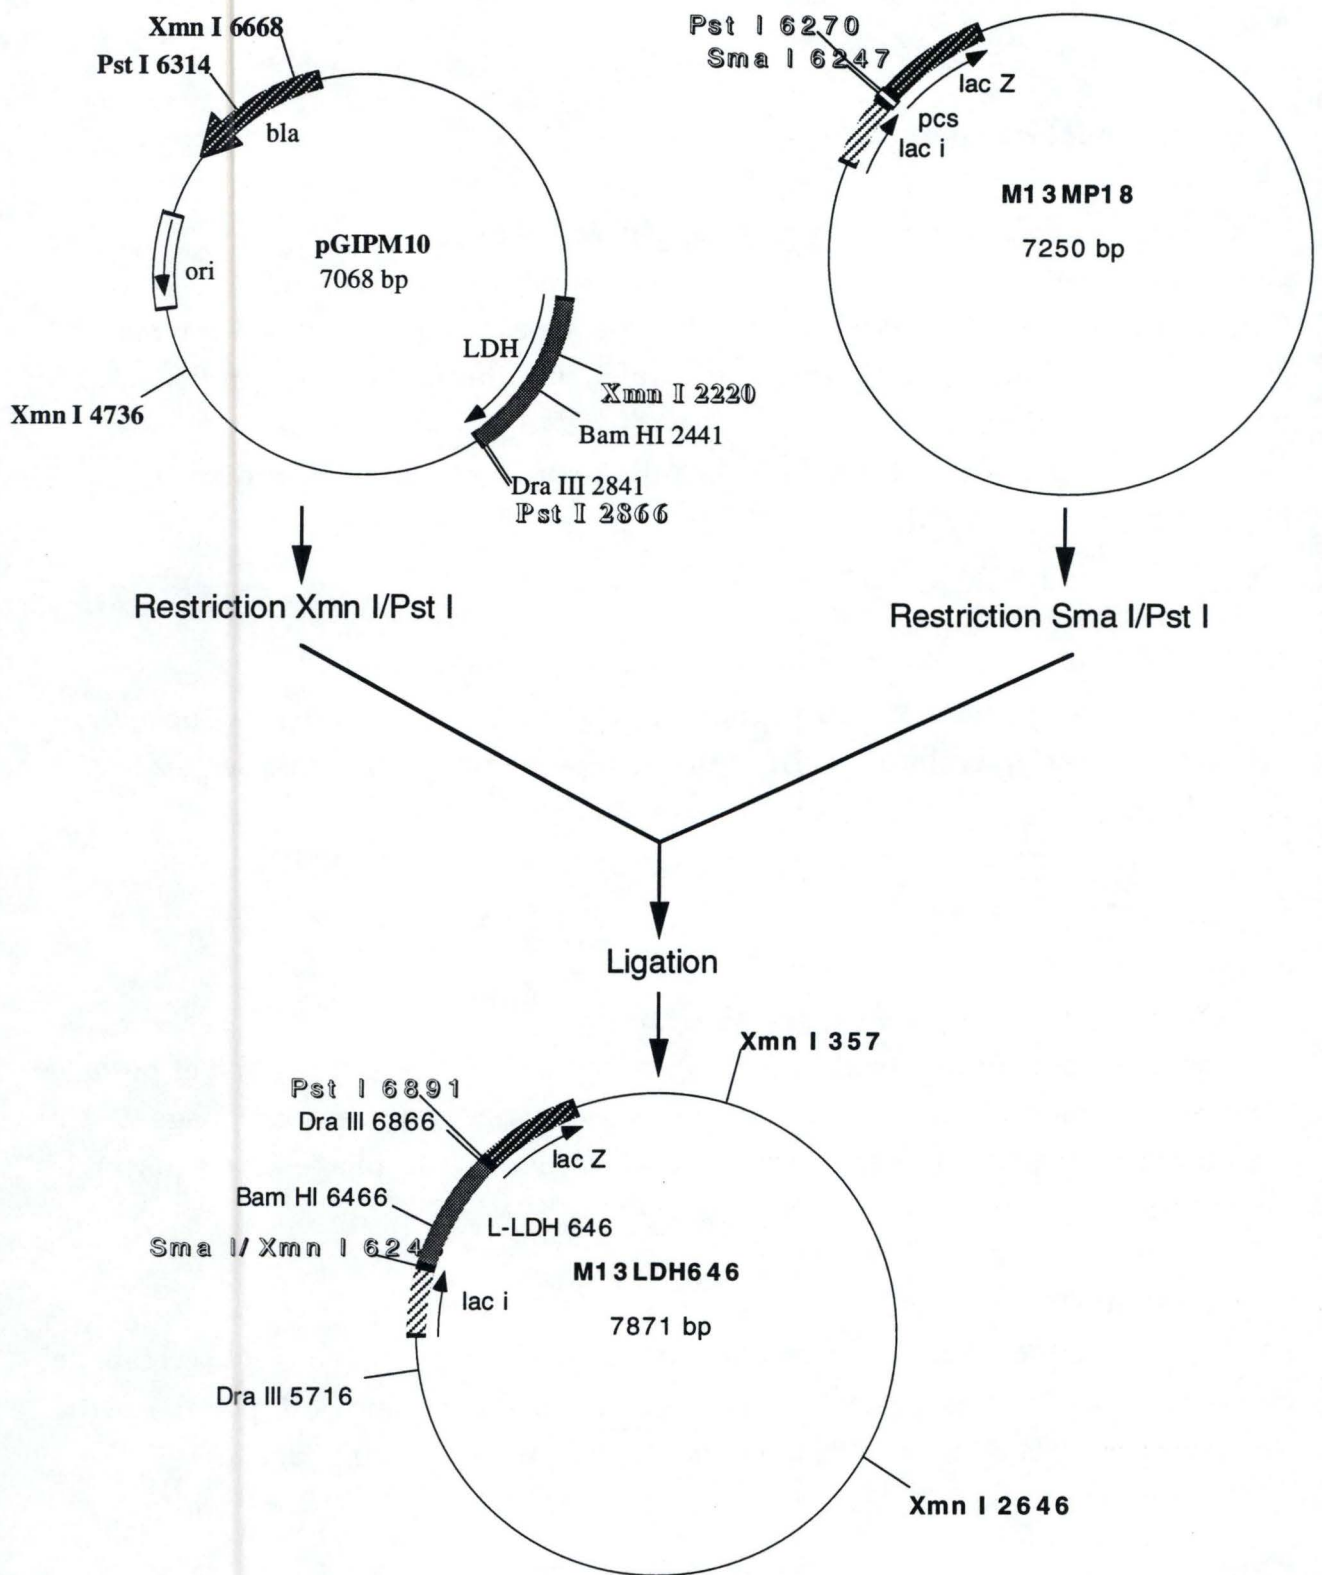 Xmn I 6668
Pst I 6314
bla
ori
pGIPM10
7068 bp
LDH
Xmn I 2220
Bam HI 2441
Dra III 2841
Pst I 2866
Xmn I 4736
Pst I 6270
Sma I 6247
lac Z
pcs
lac i
M13MP18
7250 bp
Restriction Xmn I/Pst I
Restriction Sma I/Pst I
Ligation
Xmn I 357
Pst I 6891
Dra III 6866
lac Z
Bam HI 6466
L-LDH 646
Sma I/ Xmn I
M13LDH646
lac i
7871 bp
Dra III 5716
Xmn I 2646